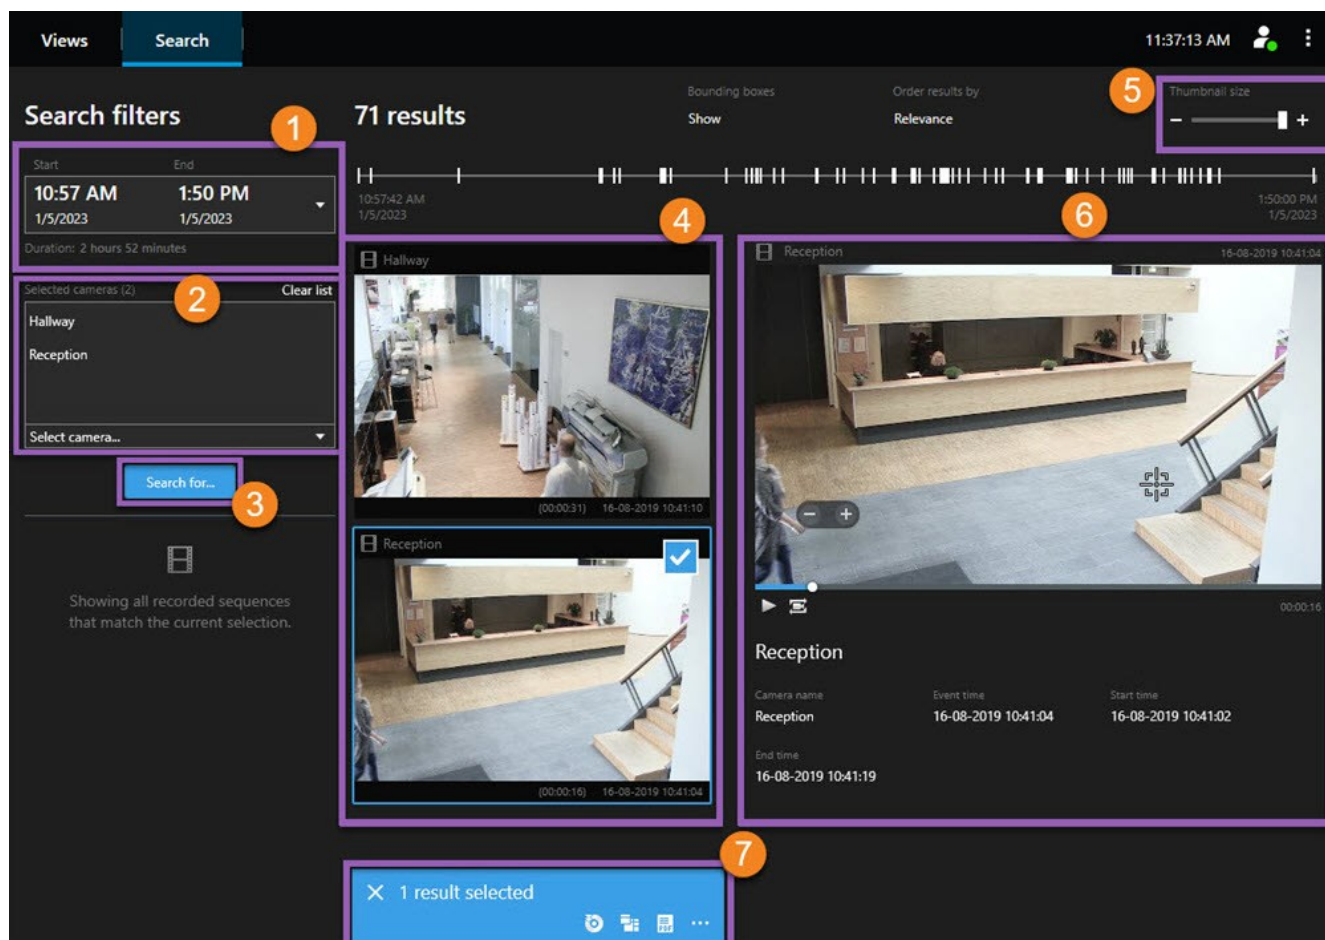 Views
Search
11:37:13 AM
Search filters
1
71 results
Bounding boxes
Show
Order results by
Relevance
5
Thumbnail size
Start
End
10:57 AM
1:50 PM
1/5/2023
1/5/2023
Duration: 2 hours 52 minutes
10:57:42 AM
1/5/2023
1:50:00 PM
1/5/2023
4
6
2
Selected cameras (2)
Clear list
Hallway
Reception
Select camera...
Search for...
3
Showing all recorded sequences
that match the current selection.
Hallway
(00:00:31) 16-08-2019 10:41:10
Reception
(00:00:16) 16-08-2019 10:41:04
Reception
16-08-2019 10:41:04
00:00:16
Reception
Camera name
Reception
Event time
16-08-2019 10:41:04
Start time
16-08-2019 10:41:02
End time
16-08-2019 10:41:19
7
1 result selected
PDF